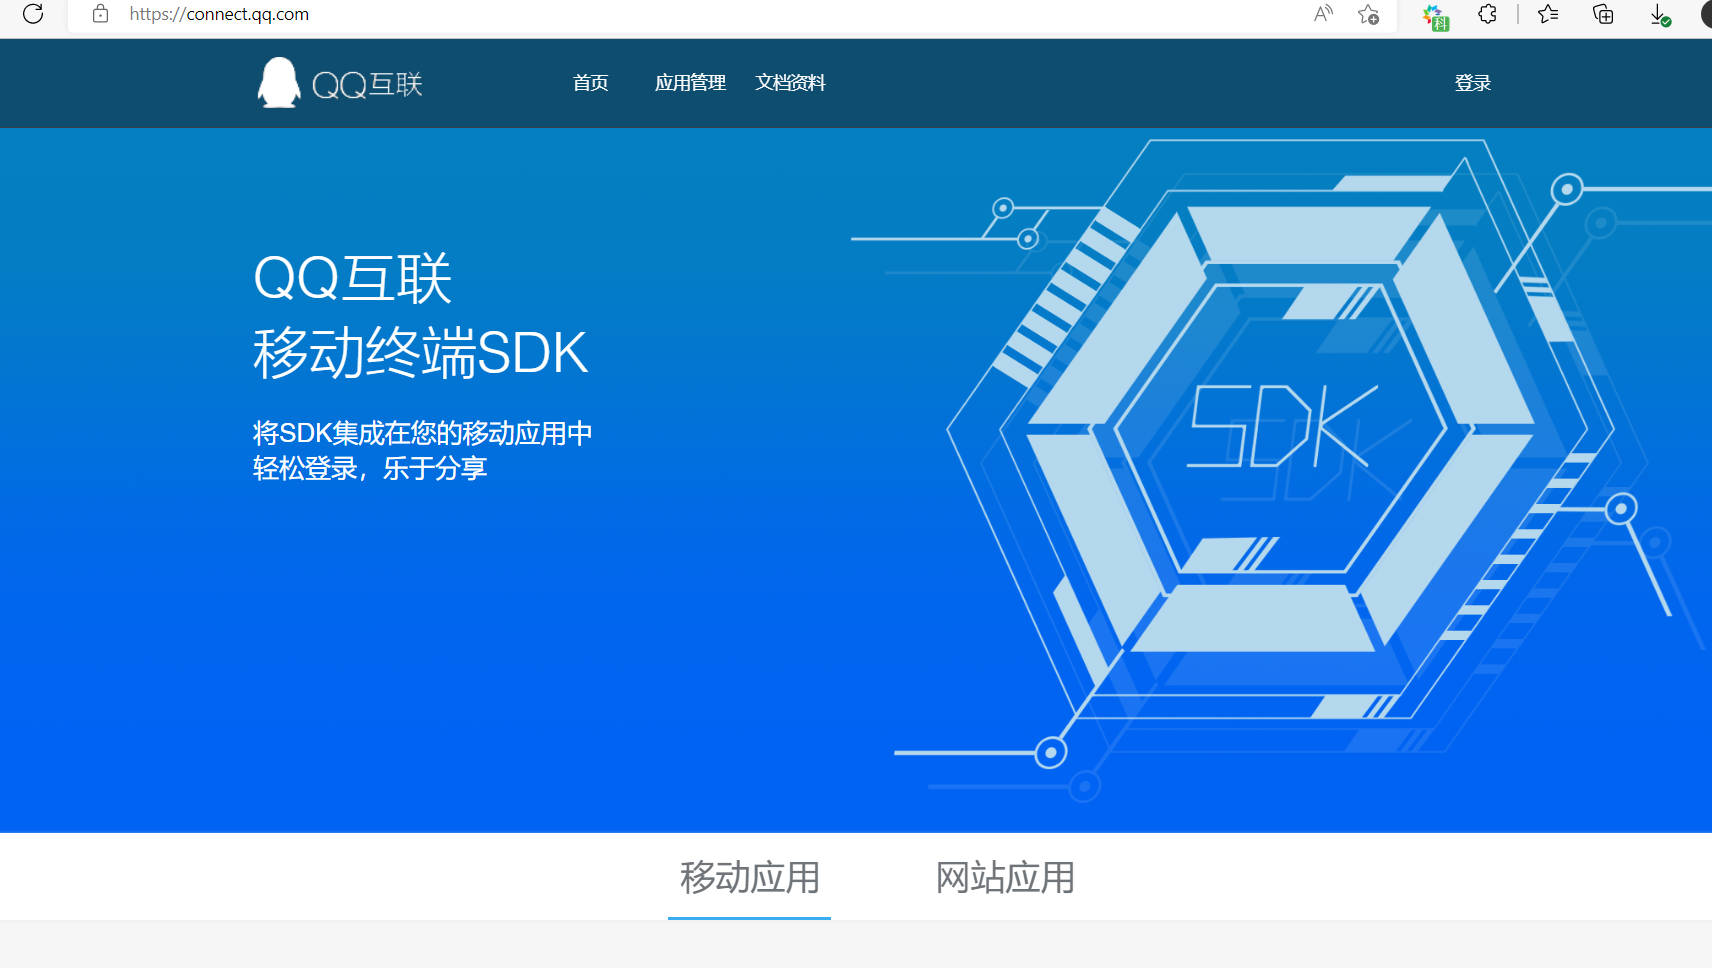 https://connect.qq.com
QQ互联
首页
应用管理
文档资料
登录
QQ互联
移动终端SDK
将SDK集成在您的移动应用中
轻松登录，乐于分享
SDK
移动应用
网站应用